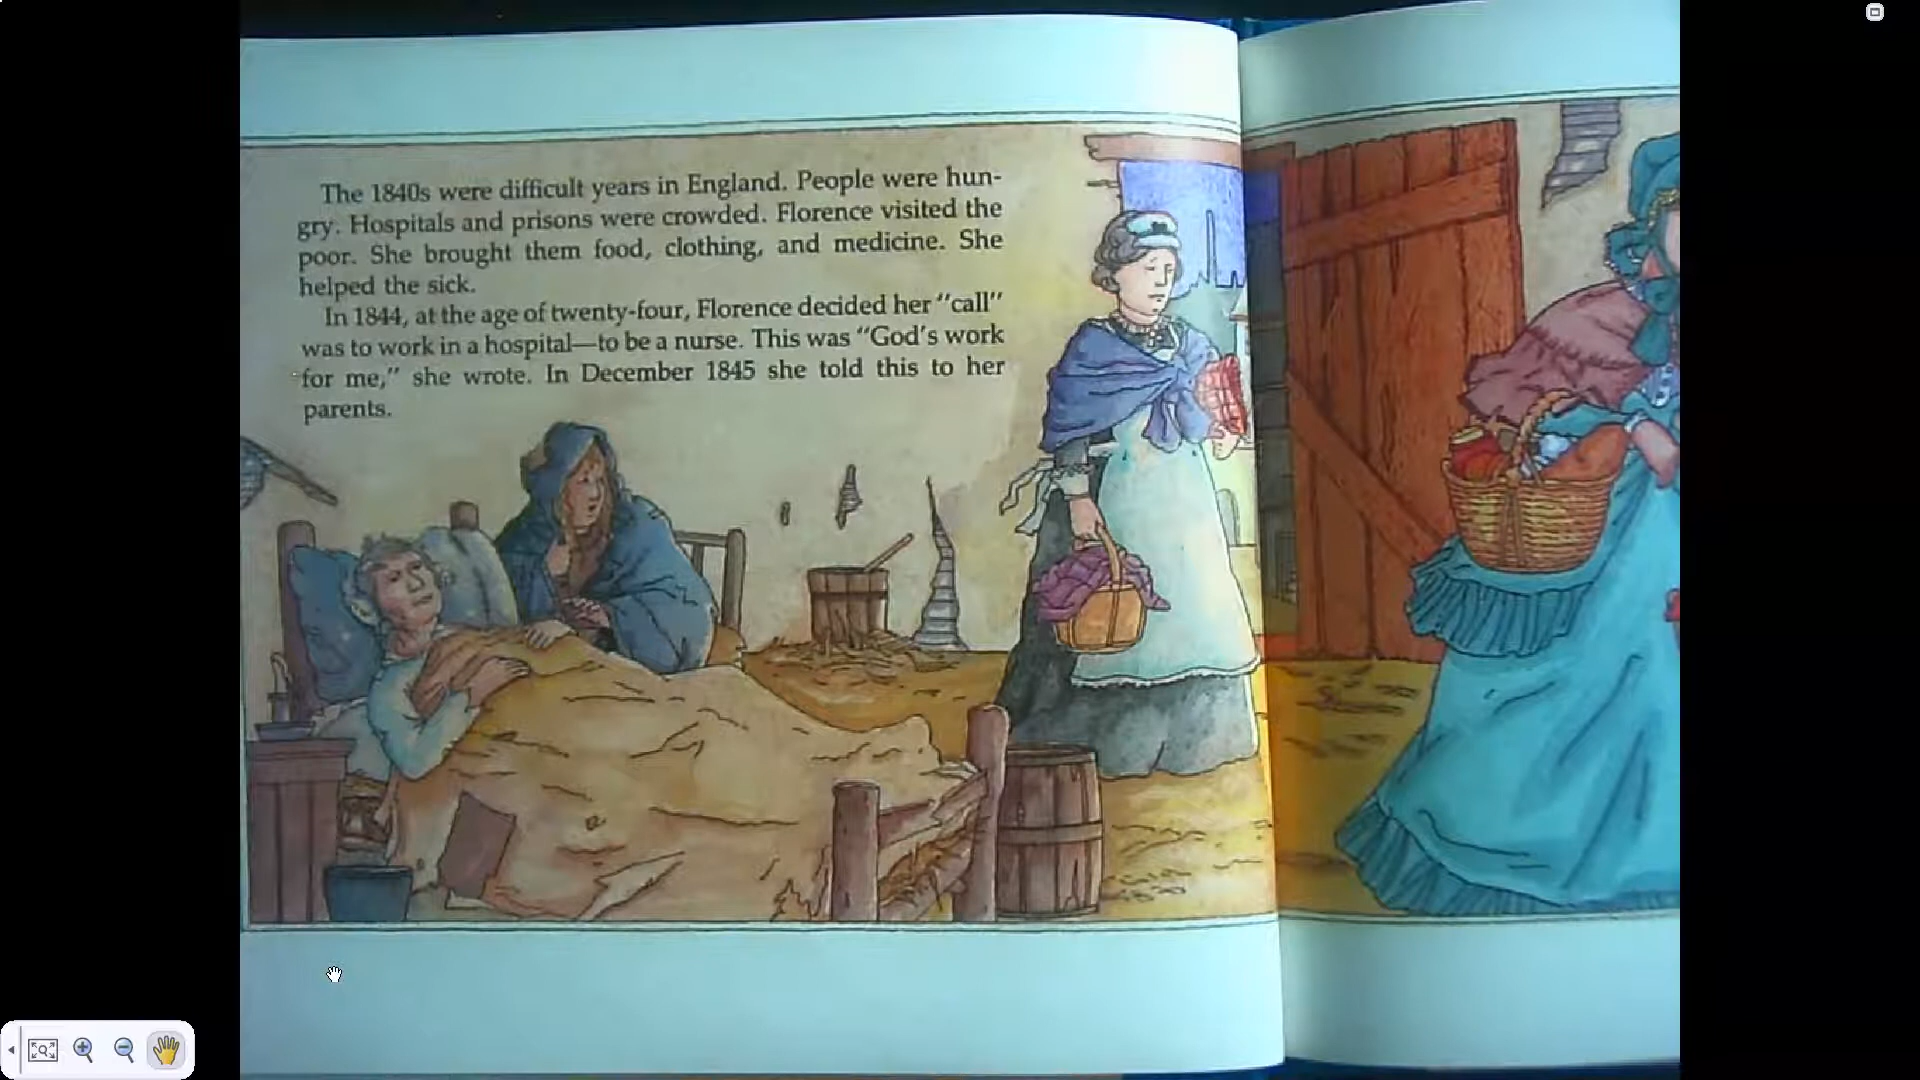 The 1840s were difficult years in England. People were hun-
gry. Hospitals and prisons were crowded. Florence visited the
poor. She brought them food, clothing, and medicine. She
helped the sick.
In 1844, at the age of twenty-four, Florence decided her "call"
was to work in a hospital—to be a nurse. This was "God's work
for me," she wrote. In December 1845 she told this to her
parents.